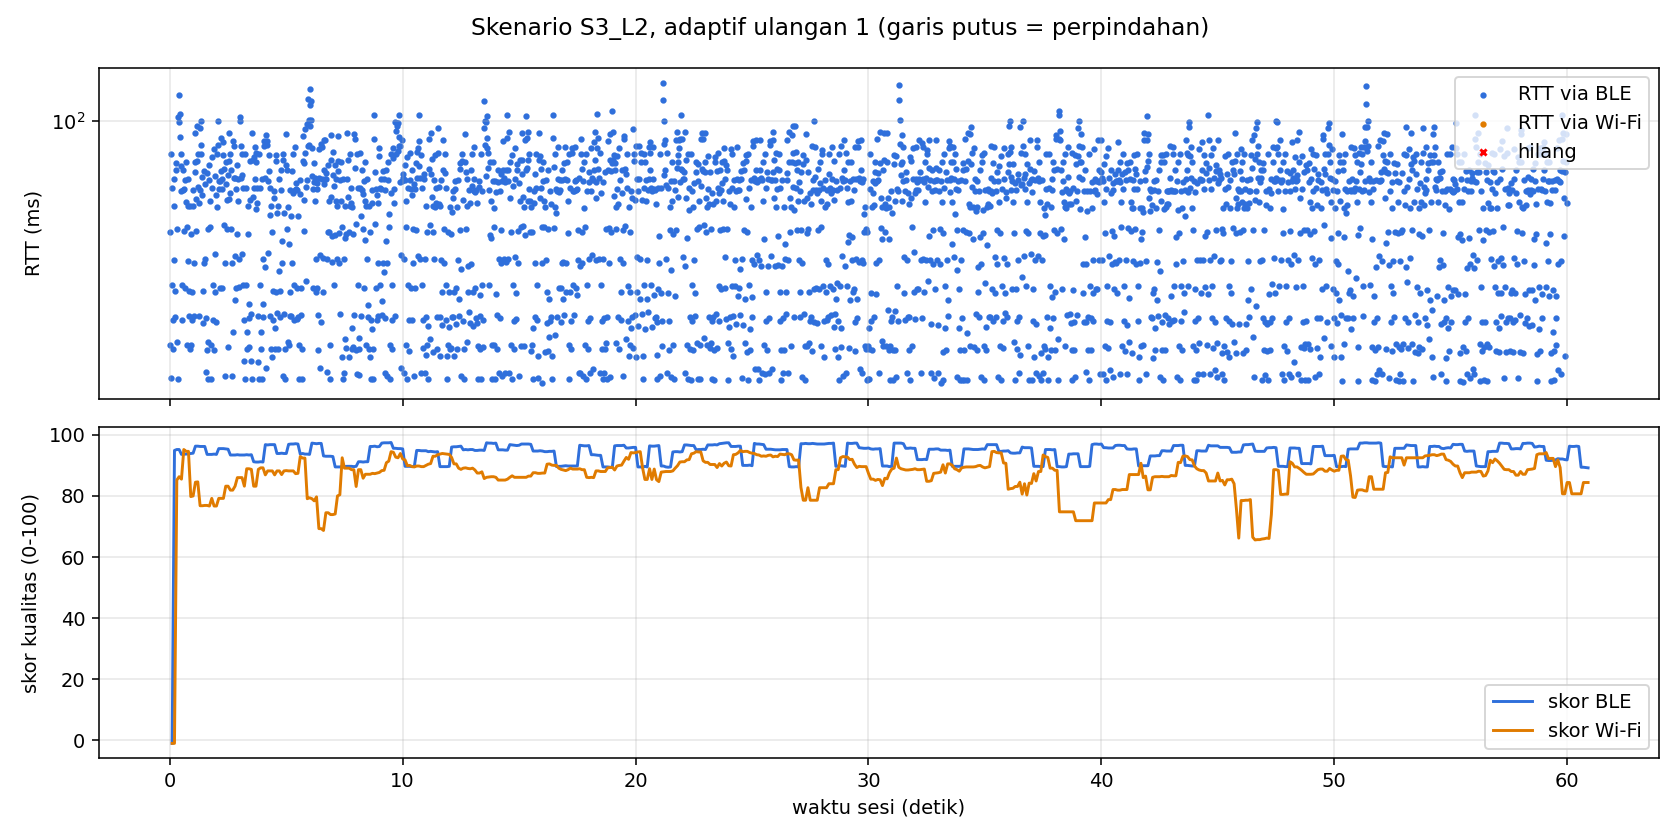 Skenario S3_L2, adaptif ulangan 1 (garis putus = perpindahan)
RTT (ms)
10²
RTT via BLE
RTT via Wi-Fi
hilang
skor kualitas (0-100)
100
80
60
40
20
0
skor BLE
skor Wi-Fi
0 10 20 30 40 50 60
waktu sesi (detik)